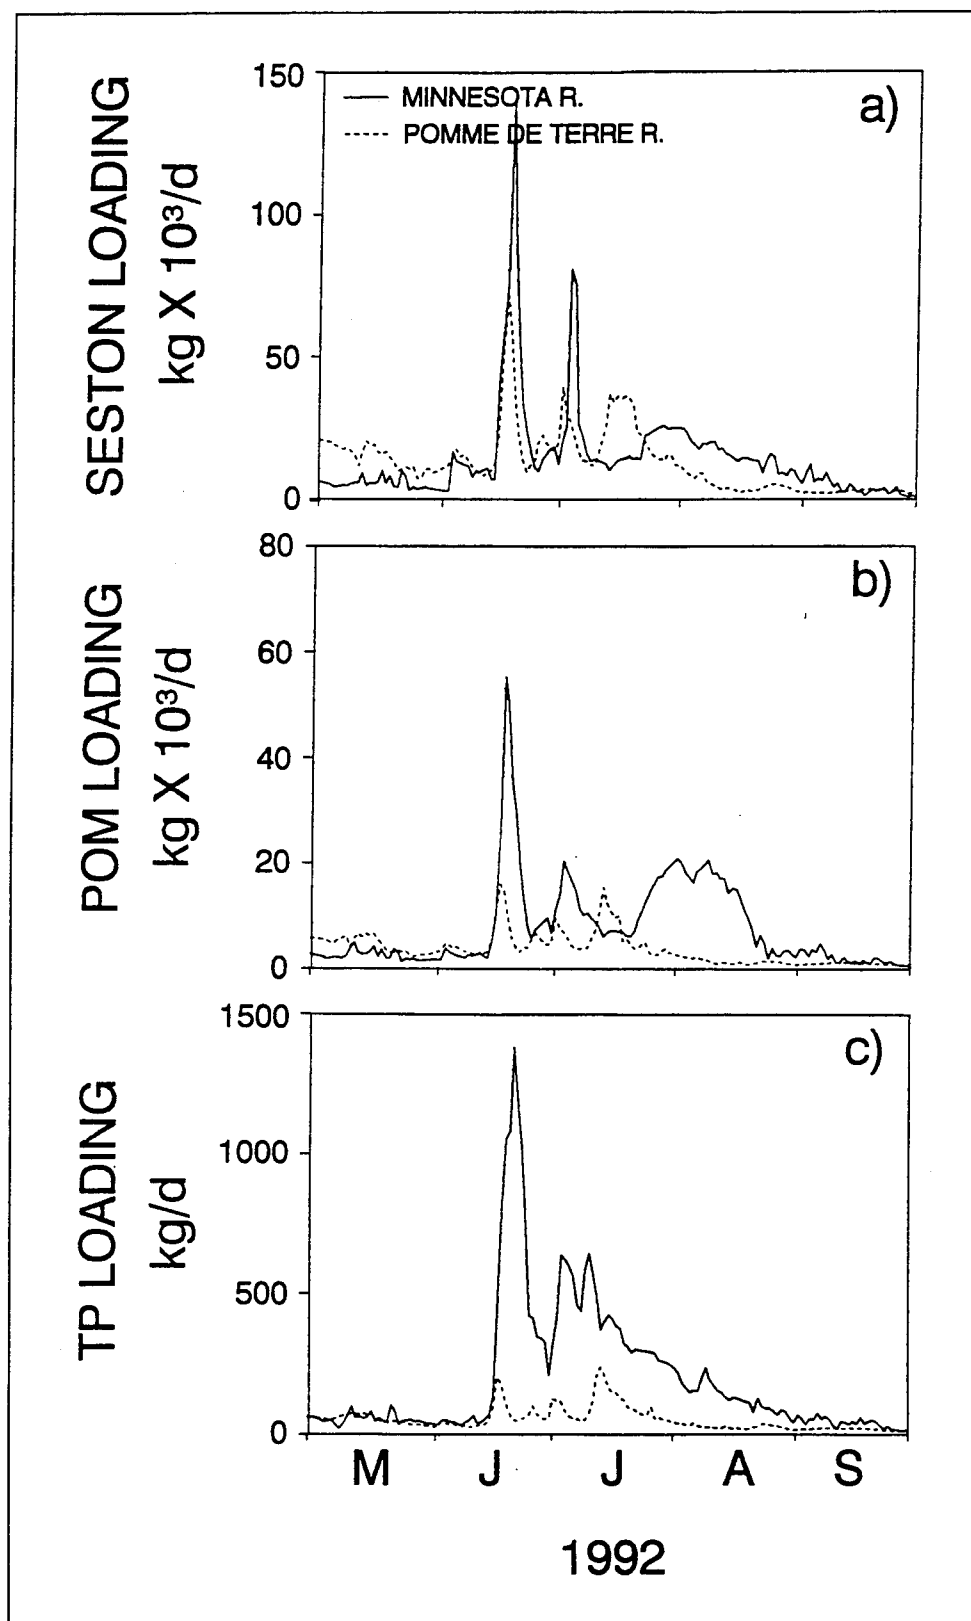 SESTON LOADING
kg X 10³/d
150
100
50
0
MINNESOTA R.
POMME DE TERRE R.
a)
POM LOADING
kg X 10³/d
80
60
40
20
0
b)
TP LOADING
kg/d
1500
1000
500
0
c)
M J J A S
1992